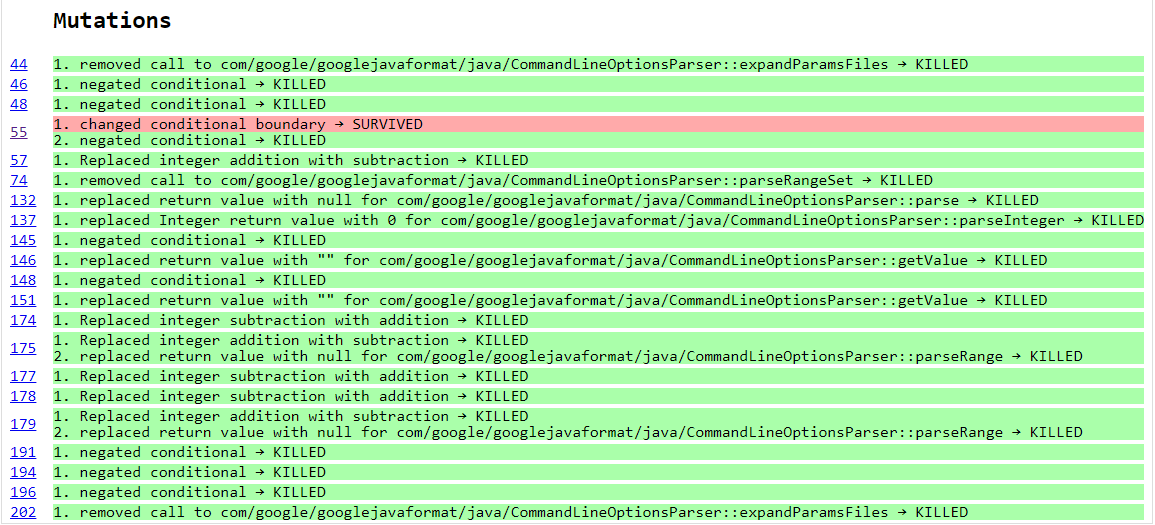 Mutations
44 1. removed call to com/google/googlejavaformat/java/CommandLineOptionsParser::expandParamsFiles → KILLED
46 1. negated conditional → KILLED
48 1. negated conditional → KILLED
55 1. changed conditional boundary → SURVIVED
2. negated conditional → KILLED
57 1. Replaced integer addition with subtraction → KILLED
74 1. removed call to com/google/googlejavaformat/java/CommandLineOptionsParser::parseRangeSet → KILLED
132 1. replaced return value with null for com/google/googlejavaformat/java/CommandLineOptionsParser::parse → KILLED
137 1. replaced Integer return value with 0 for com/google/googlejavaformat/java/CommandLineOptionsParser::parseInteger → KILLED
145 1. negated conditional → KILLED
146 1. replaced return value with "" for com/google/googlejavaformat/java/CommandLineOptionsParser::getValue → KILLED
148 1. negated conditional → KILLED
151 1. replaced return value with "" for com/google/googlejavaformat/java/CommandLineOptionsParser::getValue → KILLED
174 1. Replaced integer subtraction with addition → KILLED
175 1. Replaced integer addition with subtraction → KILLED
2. replaced return value with null for com/google/googlejavaformat/java/CommandLineOptionsParser::parseRange → KILLED
177 1. Replaced integer subtraction with addition → KILLED
178 1. Replaced integer subtraction with addition → KILLED
179 1. Replaced integer addition with subtraction → KILLED
2. replaced return value with null for com/google/googlejavaformat/java/CommandLineOptionsParser::parseRange → KILLED
191 1. negated conditional → KILLED
194 1. negated conditional → KILLED
196 1. negated conditional → KILLED
202 1. removed call to com/google/googlejavaformat/java/CommandLineOptionsParser::expandParamsFiles → KILLED